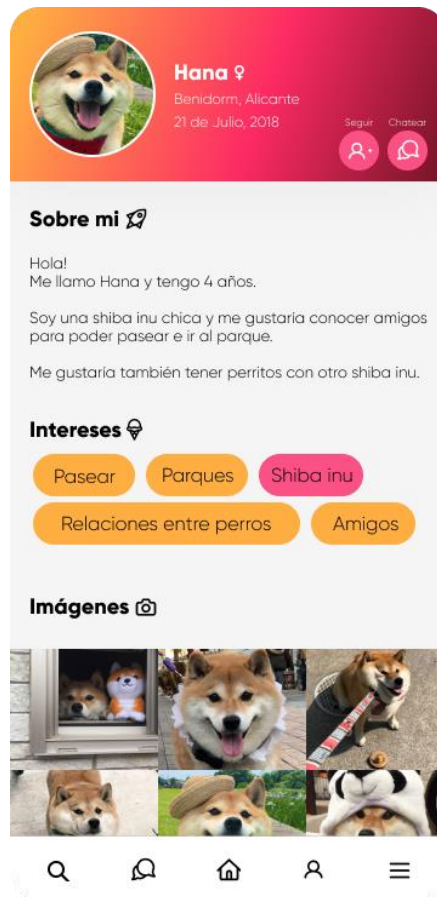 Hana ♀
Benidorm, Alicante
21 de Julio, 2018
Seguir Chatear
Sobre mi
Hola!
Me llamo Hana y tengo 4 años.
Soy una shiba inu chica y me gustaría conocer amigos
para poder pasear e ir al parque.
Me gustaría también tener perritos con otro shiba inu.
Intereses
Pasear Parques Shiba inu
Relaciones entre perros Amigos
Imágenes